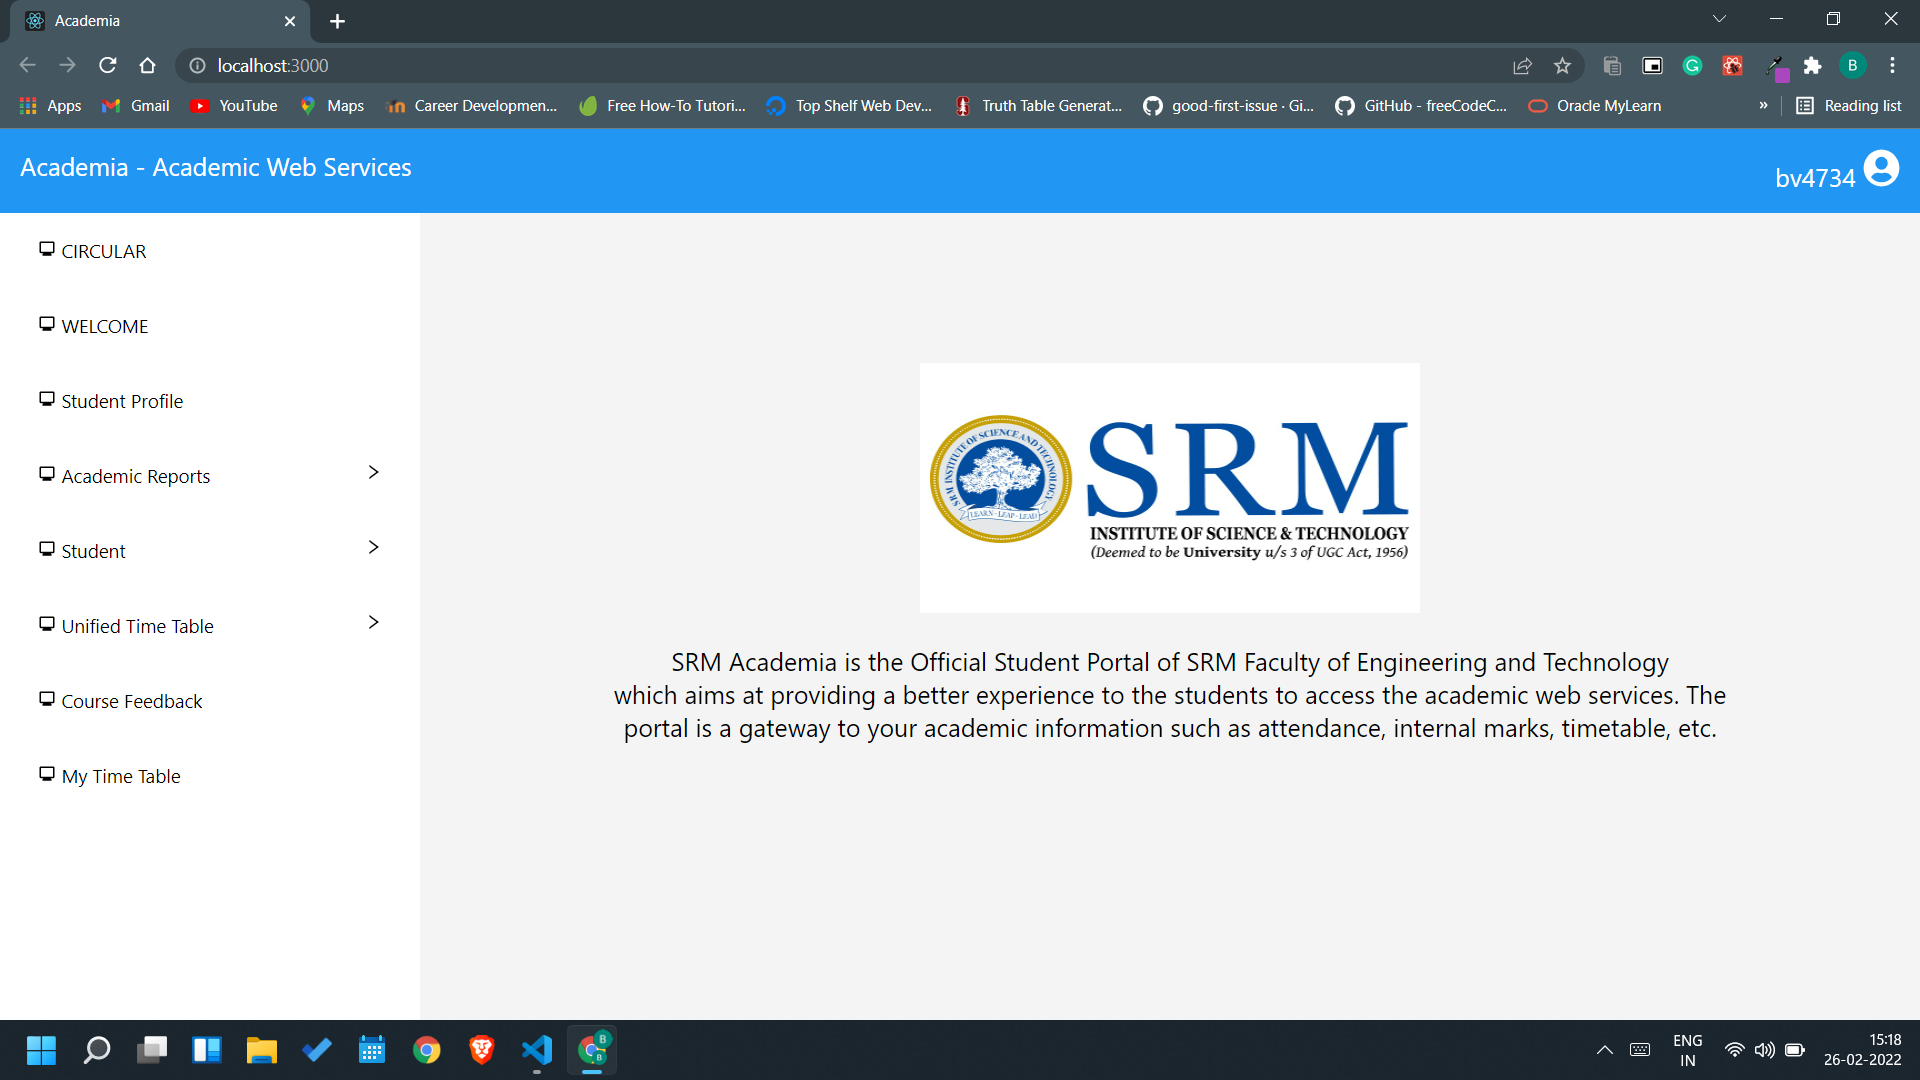 Academia
localhost:3000
Apps
Gmail
YouTube
Maps
Career Developmen...
Free How-To Tutori...
Top Shelf Web Dev...
Truth Table Generat...
good-first-issue · Gi...
GitHub - freeCodeC...
Oracle MyLearn
»
Reading list
B
Academia - Academic Web Services
bv4734
CIRCULAR
WELCOME
Student Profile
Academic Reports
Student
Unified Time Table
Course Feedback
My Time Table
SRM INSTITUTE OF SCIENCE AND TECHNOLOGY
LEARN - LEAP - LEAD
SRM
INSTITUTE OF SCIENCE & TECHNOLOGY
(Deemed to be University u/s 3 of UGC Act, 1956)
SRM Academia is the Official Student Portal of SRM Faculty of Engineering and Technology
which aims at providing a better experience to the students to access the academic web services. The
portal is a gateway to your academic information such as attendance, internal marks, timetable, etc.
B
B
ENG
IN
15:18
26-02-2022